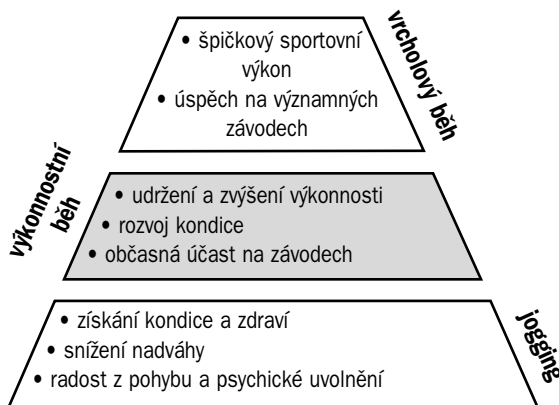 • špičkový sportovní
výkon
• úspěch na významných
závodech
vrcholový běh
výkonnostní
běh
• udržení a zvýšení výkonnosti
• rozvoj kondice
• občasná účast na závodech
• získání kondice a zdraví
• snížení nadváhy
• radost z pohybu a psychické uvolnění
jogging